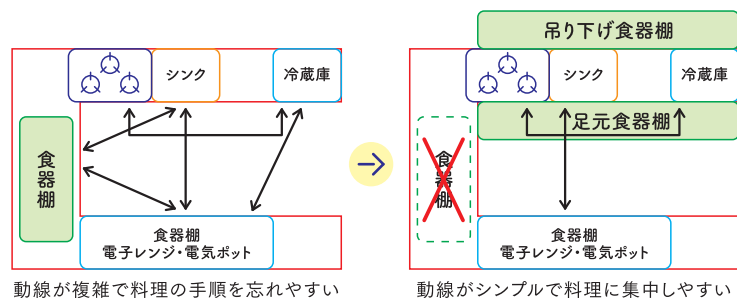 シンク
冷蔵庫
食器棚
食器棚
電子レンジ・電気ポット
動線が複雑で料理の手順を忘れやすい
吊り下げ食器棚
シンク
冷蔵庫
足元食器棚
食器棚
食器棚
電子レンジ・電気ポット
動線がシンプルで料理に集中しやすい